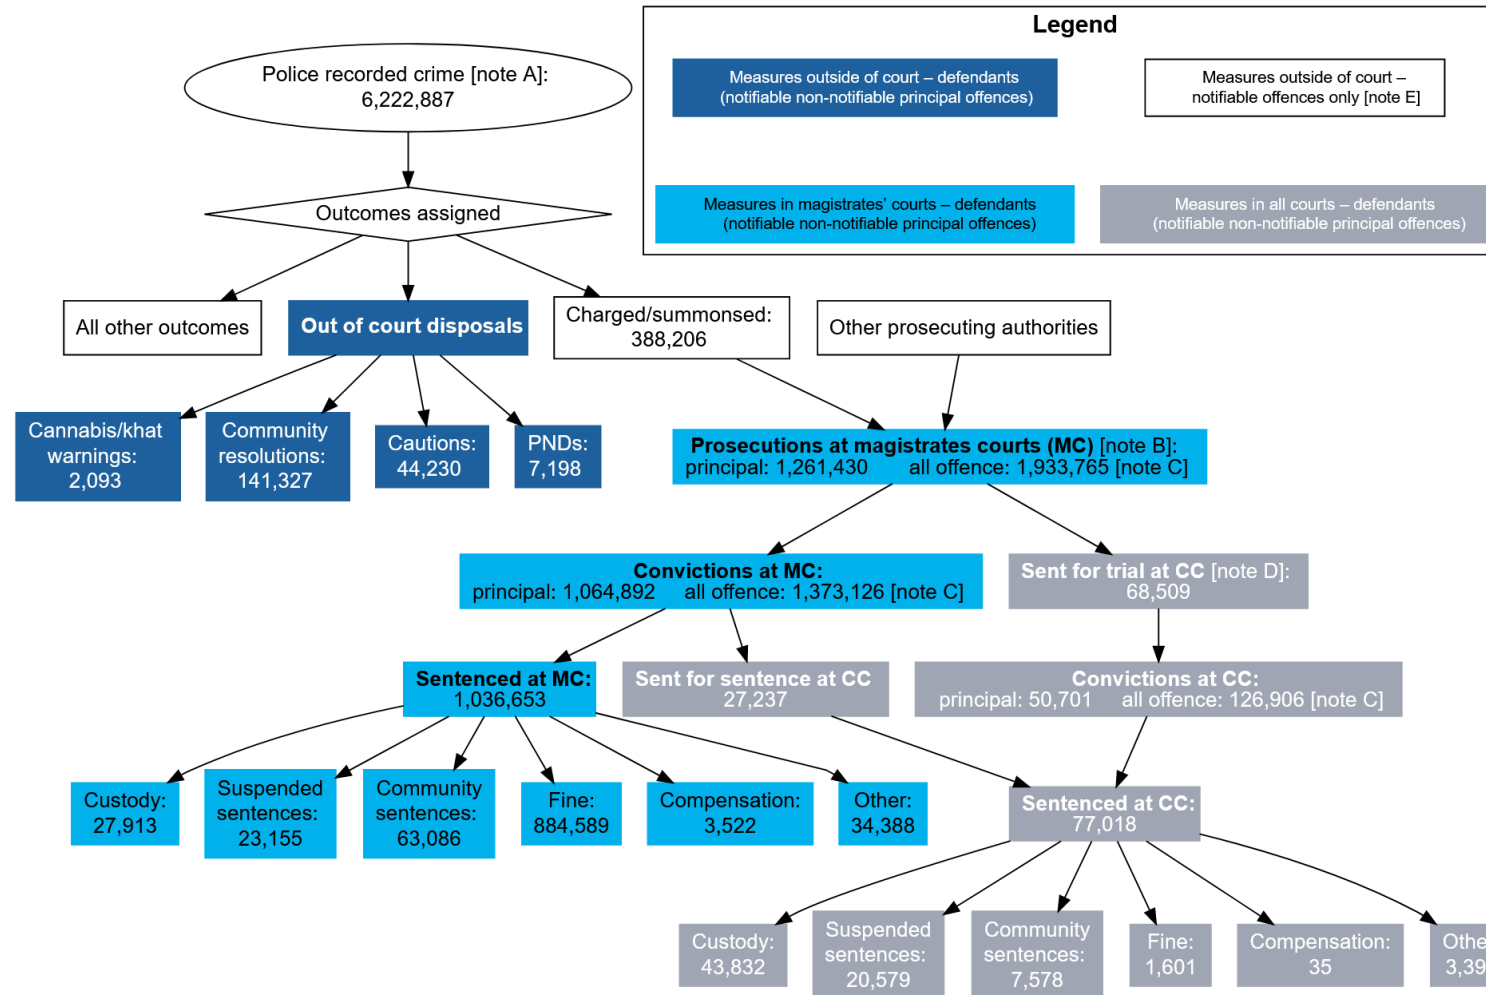 Legend
Measures outside of court – defendants
(notifiable non-notifiable principal offences)
Measures outside of court –
notifiable offences only [note E]
Measures in magistrates' courts – defendants
(notifiable non-notifiable principal offences)
Measures in all courts – defendants
(notifiable non-notifiable principal offences)
Police recorded crime [note A]:
6,222,887
Outcomes assigned
All other outcomes
Out of court disposals
Charged/summonsed:
388,206
Other prosecuting authorities
Cannabis/khat
warnings:
2,093
Community
resolutions:
141,327
Cautions:
44,230
PNDs:
7,198
Prosecutions at magistrates courts (MC) [note B]:
principal: 1,261,430 all offence: 1,933,765 [note C]
Convictions at MC:
principal: 1,064,892 all offence: 1,373,126 [note C]
Sent for trial at CC [note D]:
68,509
Sentenced at MC:
1,036,653
Sent for sentence at CC
27,237
Convictions at CC:
principal: 50,701 all offence: 126,906 [note C]
Custody:
27,913
Suspended
sentences:
23,155
Community
sentences:
63,086
Fine:
884,589
Compensation:
3,522
Other:
34,388
Sentenced at CC:
77,018
Custody:
43,832
Suspended
sentences:
20,579
Community
sentences:
7,578
Fine:
1,601
Compensation:
35